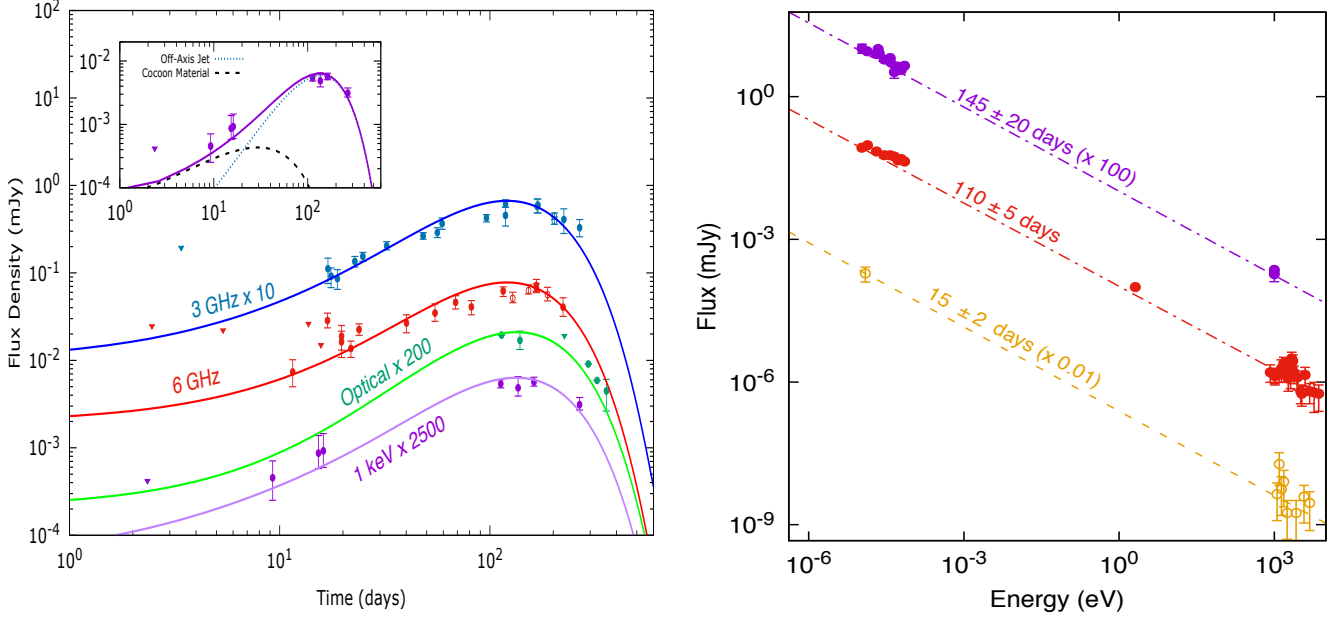 10²
10¹
10⁰
10⁻¹
10⁻²
10⁻³
10⁻⁴
Flux Density (mJy)
10⁰
10¹
10²
Time (days)
Off-Axis Jet
Cocoon Material
10⁻²
10⁻³
10⁻⁴
10⁰
10¹
10²
3 GHz x 10
6 GHz
Optical x 200
1 keV x 2500
10⁰
10⁻³
10⁻⁶
10⁻⁹
Flux (mJy)
145 ± 20 days (x 100)
110 ± 5 days
15 ± 2 days (x 0.01)
10⁻⁶
10⁻³
10⁰
10³
Energy (eV)